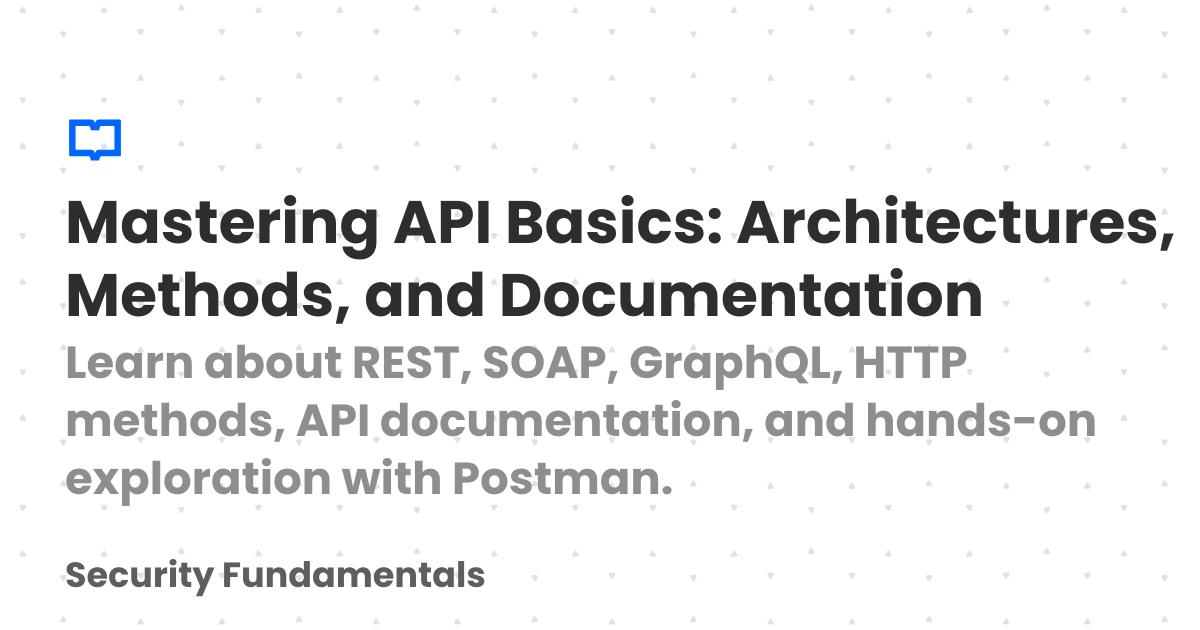 Mastering API Basics: Architectures,
Methods, and Documentation
Learn about REST, SOAP, GraphQL, HTTP
methods, API documentation, and hands-on
exploration with Postman.
Security Fundamentals